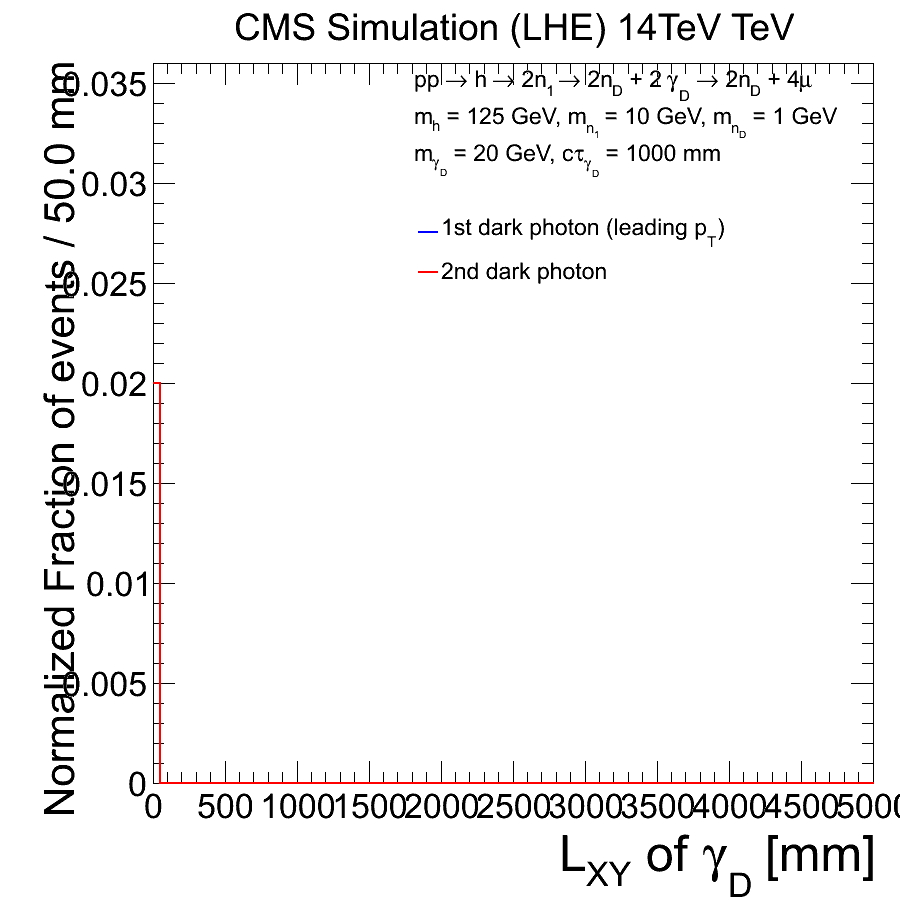 CMS Simulation (LHE) 14TeV TeV
pp → h → 2n1 → 2nD + 2 γD → 2nD + 4μ
mh = 125 GeV, mn1 = 10 GeV, mnD = 1 GeV
mγD = 20 GeV, cτγD = 1000 mm
1st dark photon (leading pT)
2nd dark photon
Normalized Fraction of events / 50.0 mm
0.035
0.03
0.025
0.02
0.015
0.01
0.005
0
0 500 1000 1500 2000 2500 3000 3500 4000 4500 5000
LXY of γD [mm]